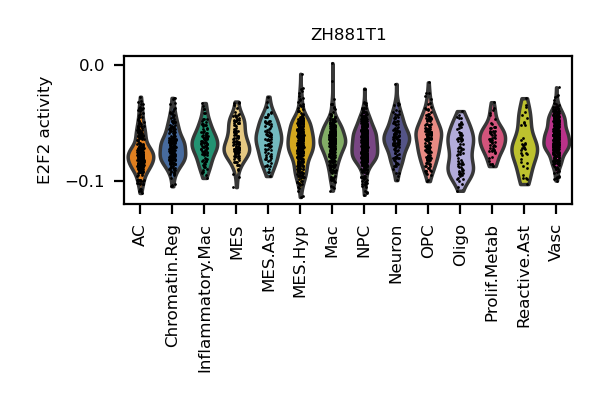 ZH881T1
E2F2 activity
0.0
−0.1
AC
Chromatin.Reg
Inflammatory.Mac
MES
MES.Ast
MES.Hyp
Mac
NPC
Neuron
OPC
Oligo
Prolif.Metab
Reactive.Ast
Vasc